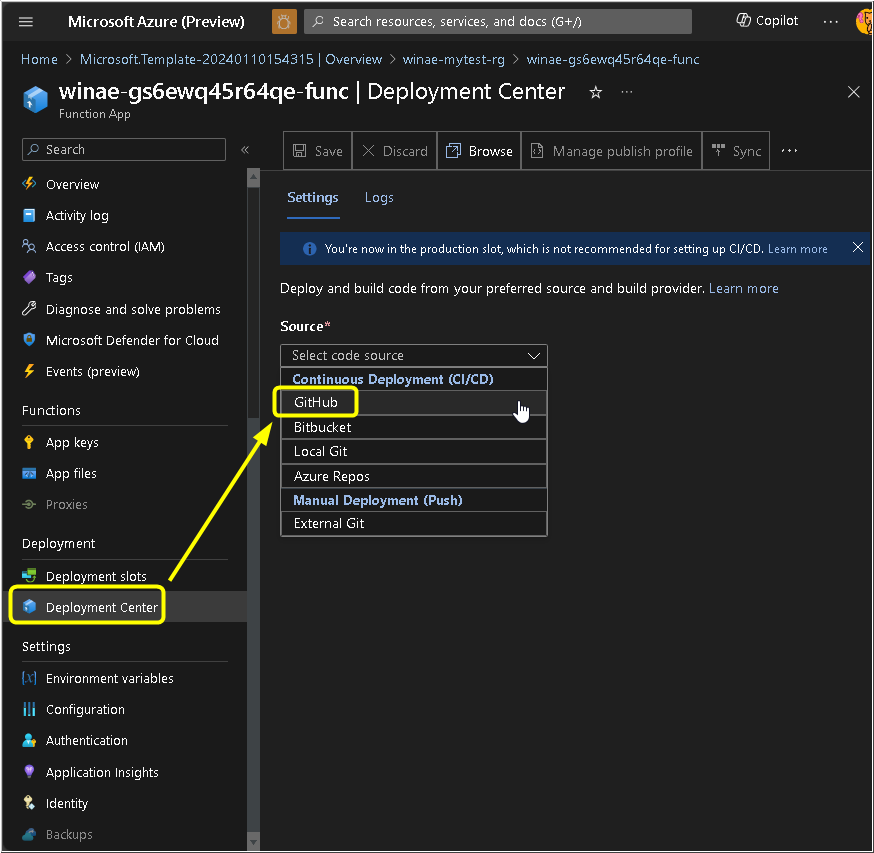 Microsoft Azure (Preview)
Search resources, services, and docs (G+/)
Copilot
Home > Microsoft.Template-20240110154315 | Overview > winae-mytest-rg > winae-gs6ewq45r64qe-func
winae-gs6ewq45r64qe-func | Deployment Center
Function App
Search
Save
Discard
Browse
Manage publish profile
Sync
Overview
Activity log
Access control (IAM)
Tags
Diagnose and solve problems
Microsoft Defender for Cloud
Events (preview)
Functions
App keys
App files
Proxies
Deployment
Deployment slots
Deployment Center
Settings
Environment variables
Configuration
Authentication
Application Insights
Identity
Backups
Settings
Logs
You're now in the production slot, which is not recommended for setting up CI/CD. Learn more
Deploy and build code from your preferred source and build provider. Learn more
Source*
Select code source
Continuous Deployment (CI/CD)
GitHub
Bitbucket
Local Git
Azure Repos
Manual Deployment (Push)
External Git